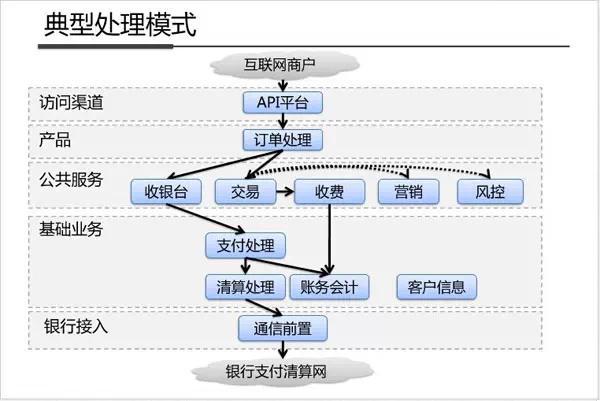 典型处理模式
互联网商户
访问渠道
API平台
产品
订单处理
公共服务
收银台
交易
收费
营销
风控
基础业务
支付处理
清算处理
账务会计
客户信息
银行接入
通信前置
银行支付清算网